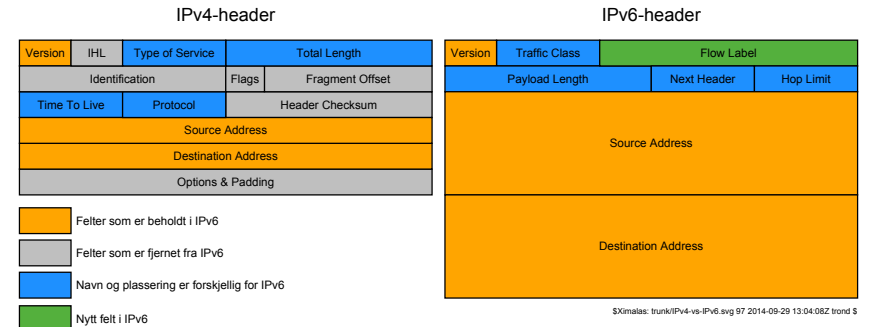 IPv4-header
Version IHL Type of Service Total Length
Identification Flags Fragment Offset
Time To Live Protocol Header Checksum
Source Address
Destination Address
Options & Padding
Felter som er beholdt i IPv6
Felter som er fjernet fra IPv6
Navn og plassering er forskjellig for IPv6
Nytt felt i IPv6
IPv6-header
Version Traffic Class Flow Label
Payload Length Next Header Hop Limit
Source Address
Destination Address
$Ximalas: trunk/IPv4-vs-IPv6.svg 97 2014-09-29 13:04:08Z trond $